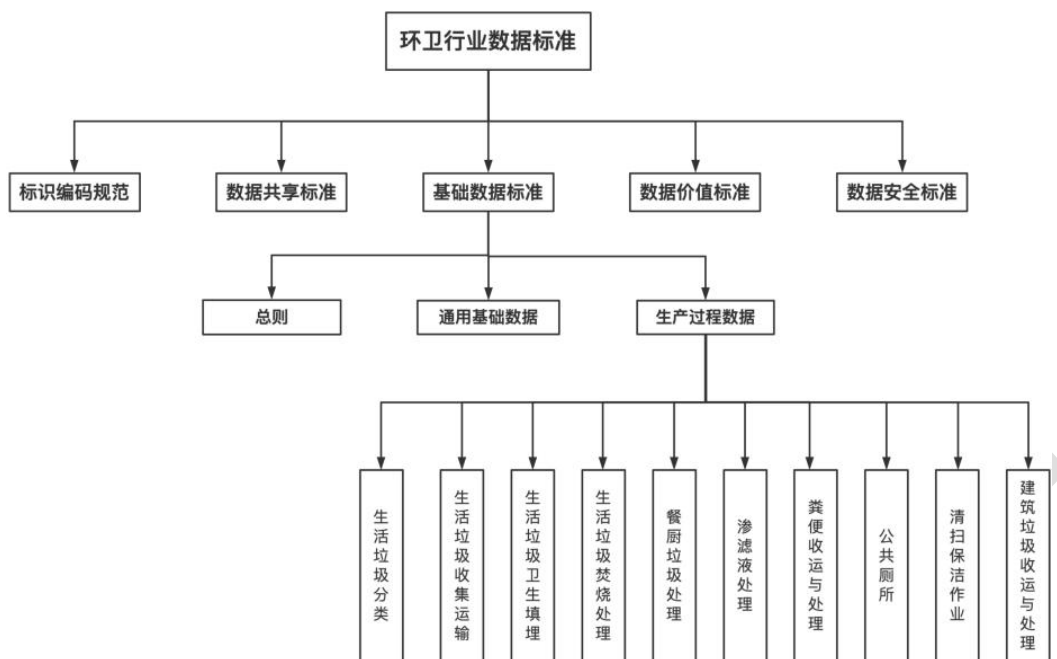 环卫行业数据标准
标识编码规范
数据共享标准
基础数据标准
数据价值标准
数据安全标准
总则
通用基础数据
生产过程数据
生活垃圾分类
生活垃圾收集运输
生活垃圾卫生填埋
生活垃圾焚烧处理
餐厨垃圾处理
渗滤液处理
粪便收运与处理
公共厕所
清扫保洁作业
建筑垃圾收运与处理